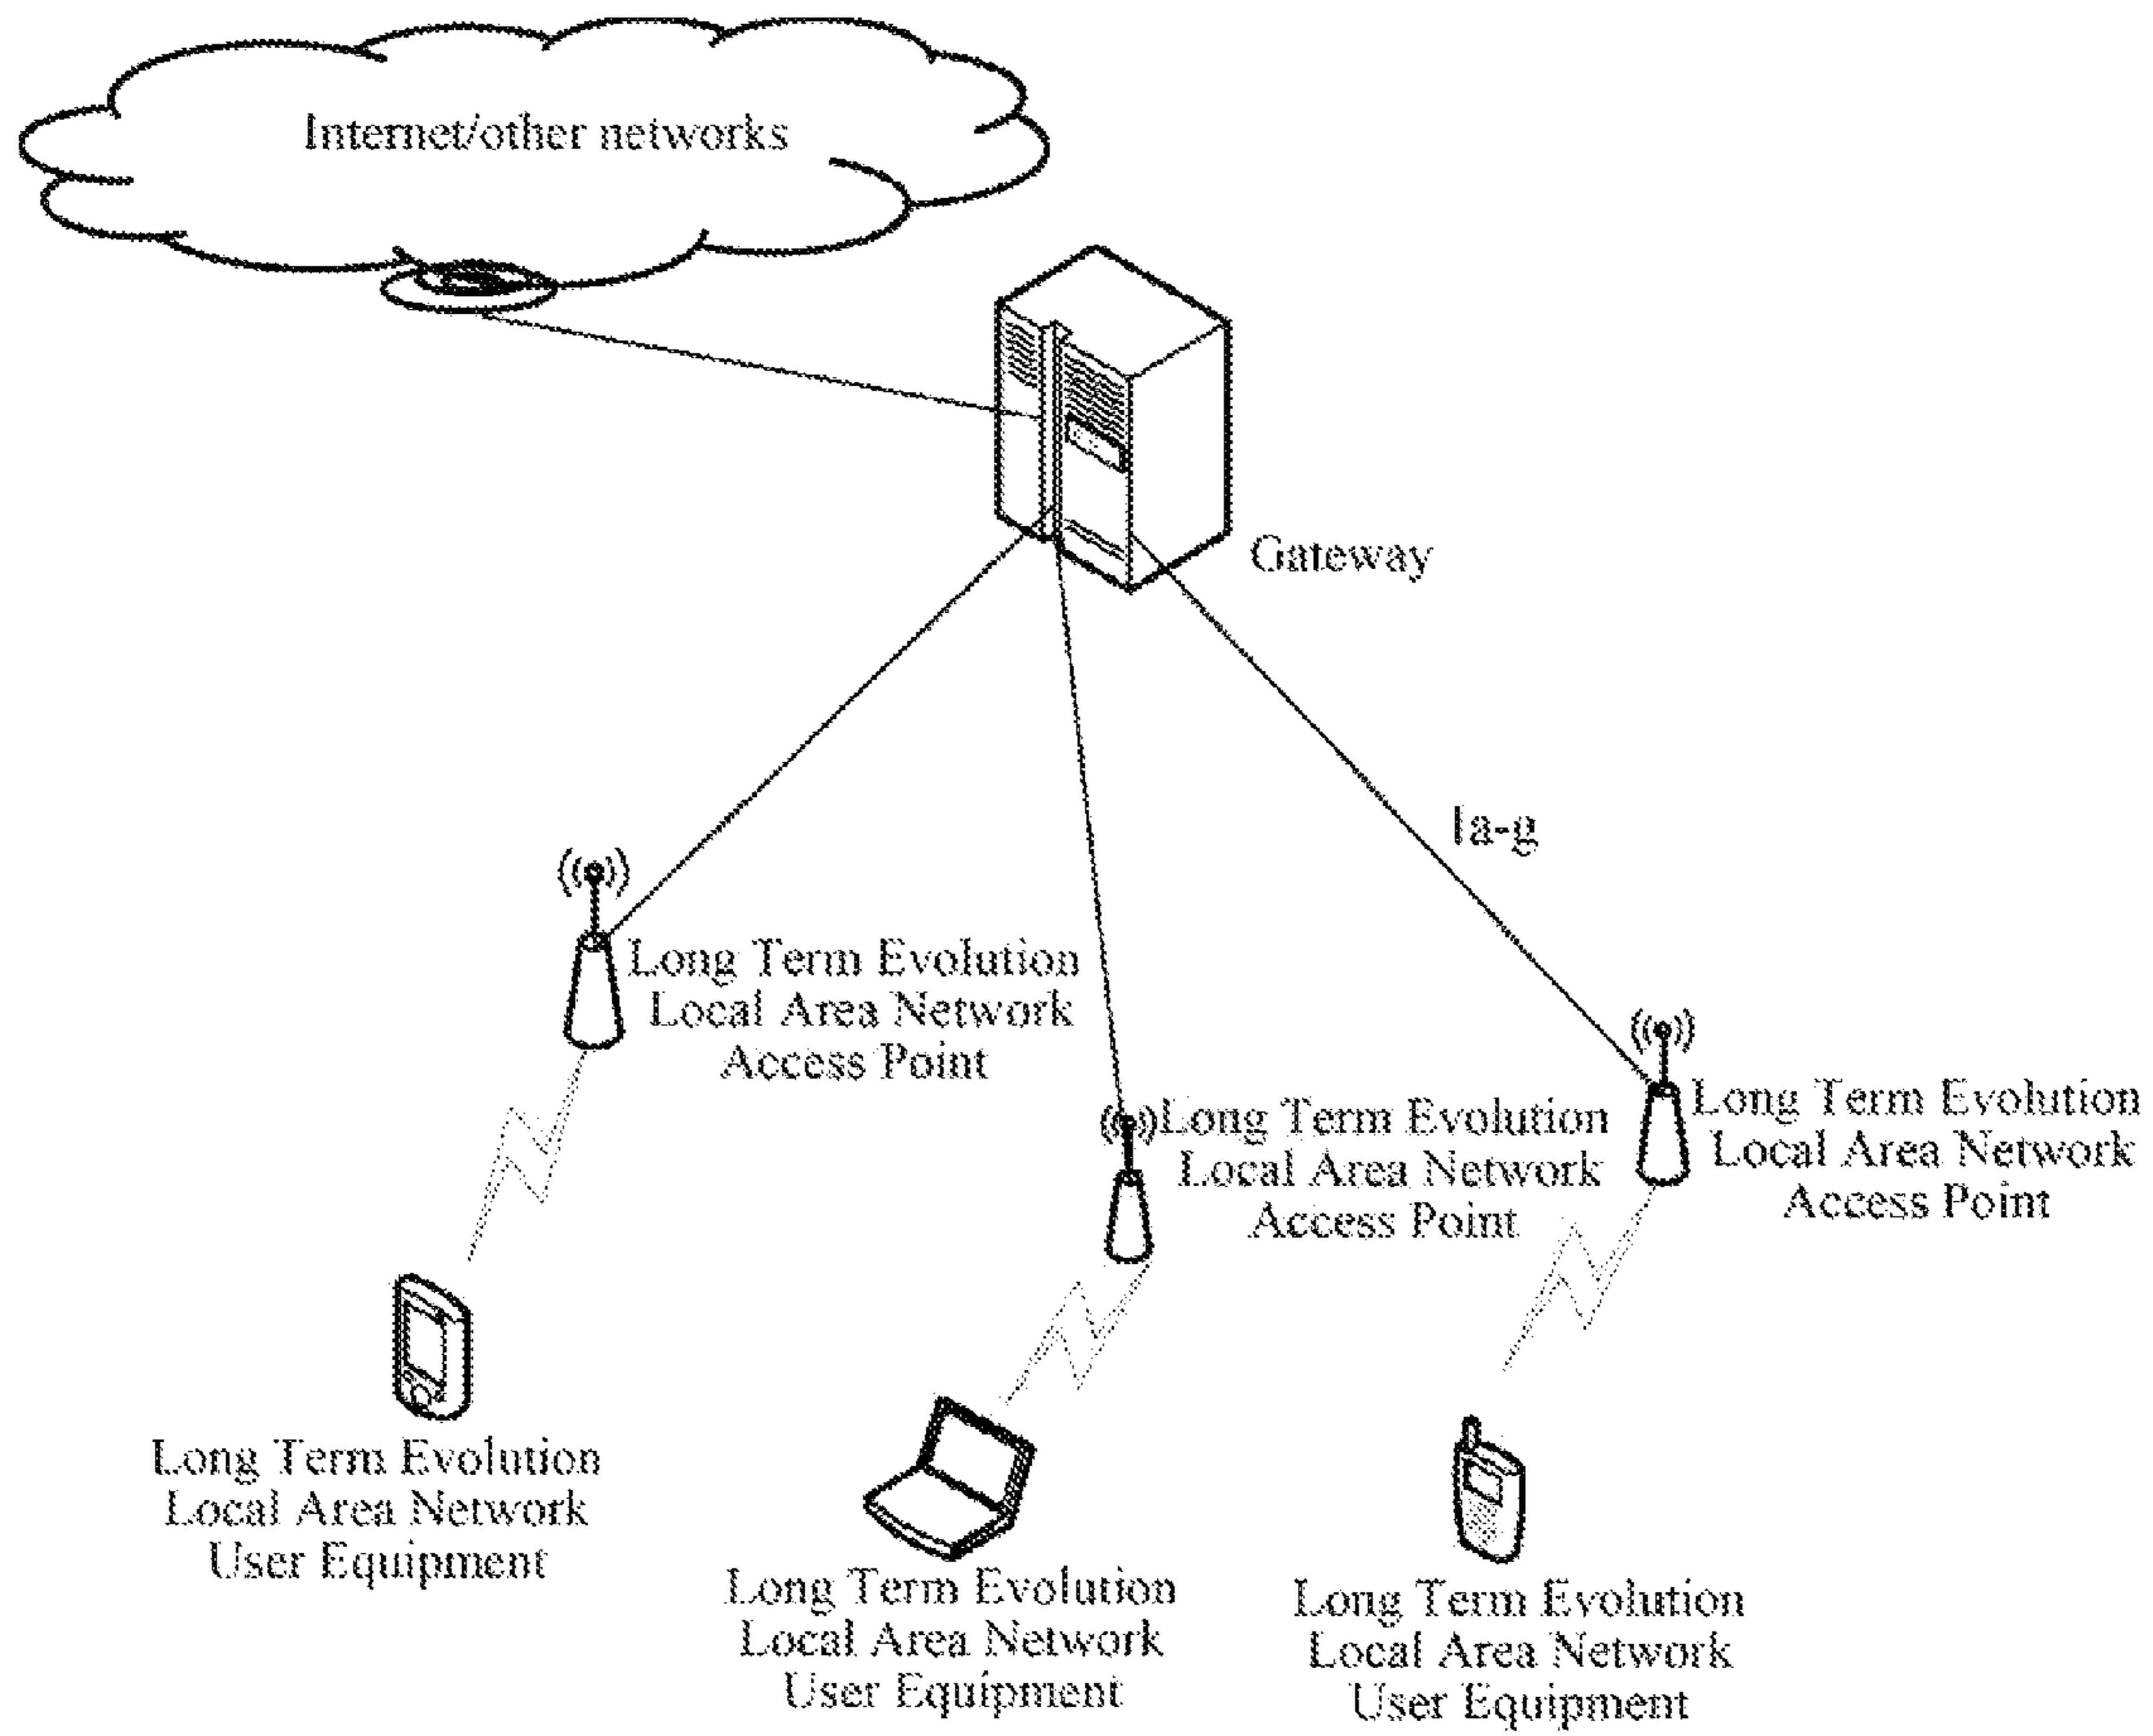 Internet/other networks
Gateway
Ia-g
Long Term Evolution
Local Area Network
Access Point
Long Term Evolution
Local Area Network
Access Point
Long Term Evolution
Local Area Network
Access Point
Long Term Evolution
Local Area Network
User Equipment
Long Term Evolution
Local Area Network
User Equipment
Long Term Evolution
Local Area Network
User Equipment